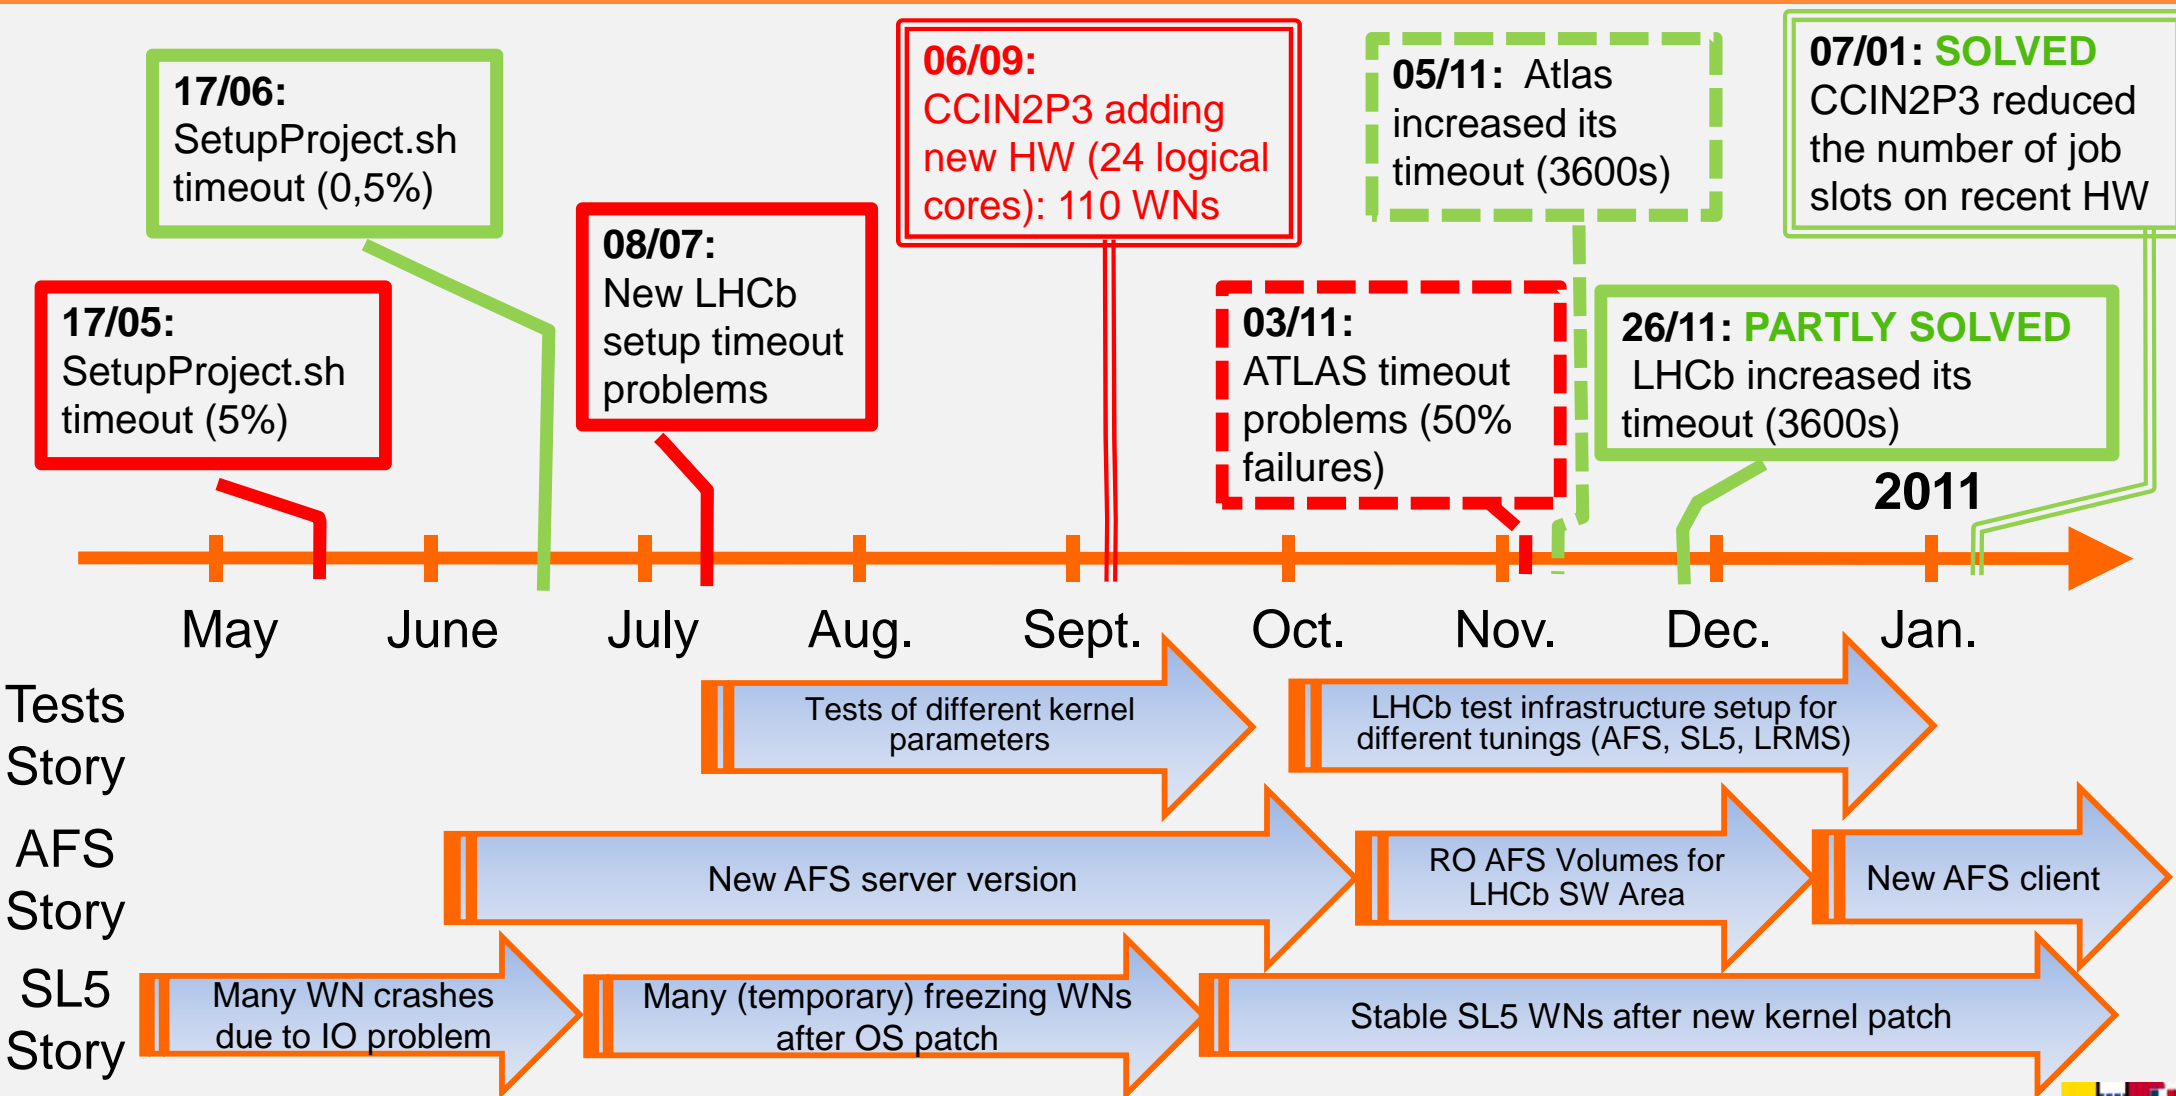 17/06:
SetupProject.sh
timeout (0,5%)
06/09:
CCIN2P3 adding
new HW (24 logical
cores): 110 WNs
05/11: Atlas
increased its
timeout (3600s)
07/01: SOLVED
CCIN2P3 reduced
the number of job
slots on recent HW
17/05:
SetupProject.sh
timeout (5%)
08/07:
New LHCb
setup timeout
problems
03/11:
ATLAS timeout
problems (50%
failures)
26/11: PARTLY SOLVED
LHCb increased its
timeout (3600s)
2011
May June July Aug. Sept. Oct. Nov. Dec. Jan.
Tests
Story
Tests of different kernel
parameters
LHCb test infrastructure setup for
different tunings (AFS, SL5, LRMS)
AFS
Story
New AFS server version
RO AFS Volumes for
LHCb SW Area
New AFS client
SL5
Story
Many WN crashes
due to IO problem
Many (temporary) freezing WNs
after OS patch
Stable SL5 WNs after new kernel patch